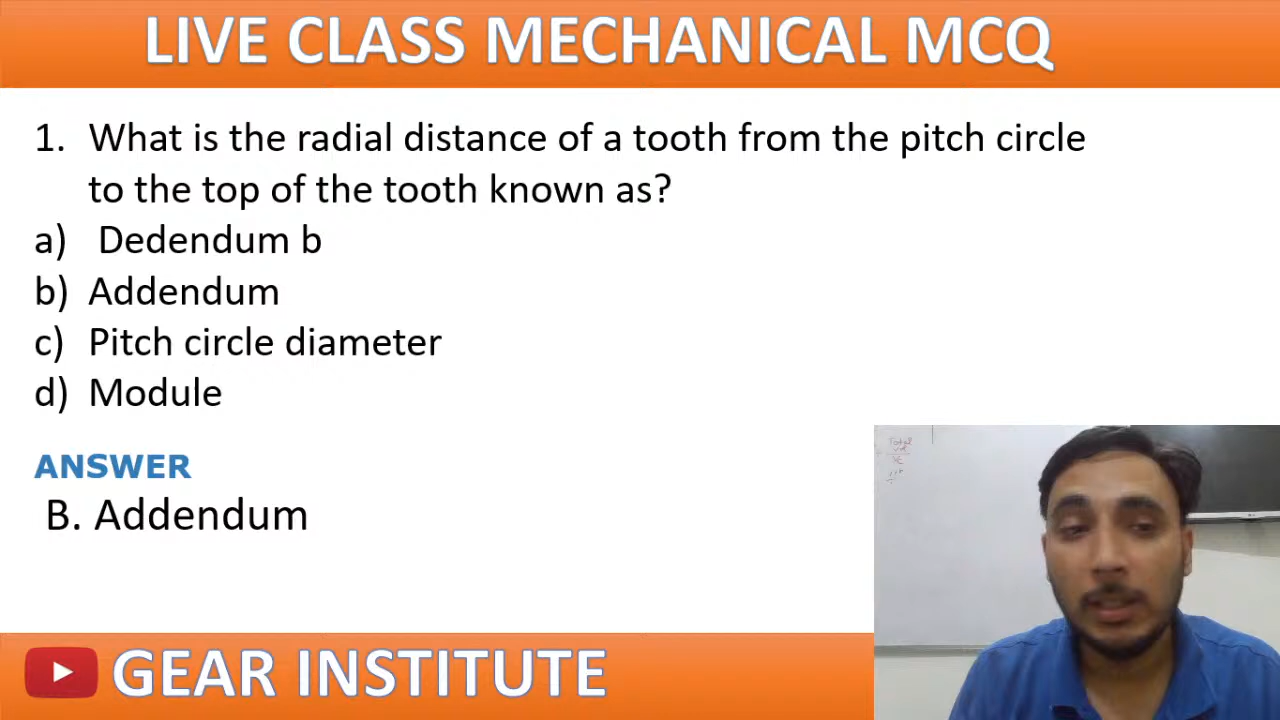 LIVE CLASS MECHANICAL MCQ
1. What is the radial distance of a tooth from the pitch circle
to the top of the tooth known as?
a) Dedendum b
b) Addendum
c) Pitch circle diameter
d) Module
ANSWER
B. Addendum
GEAR INSTITUTE
Total